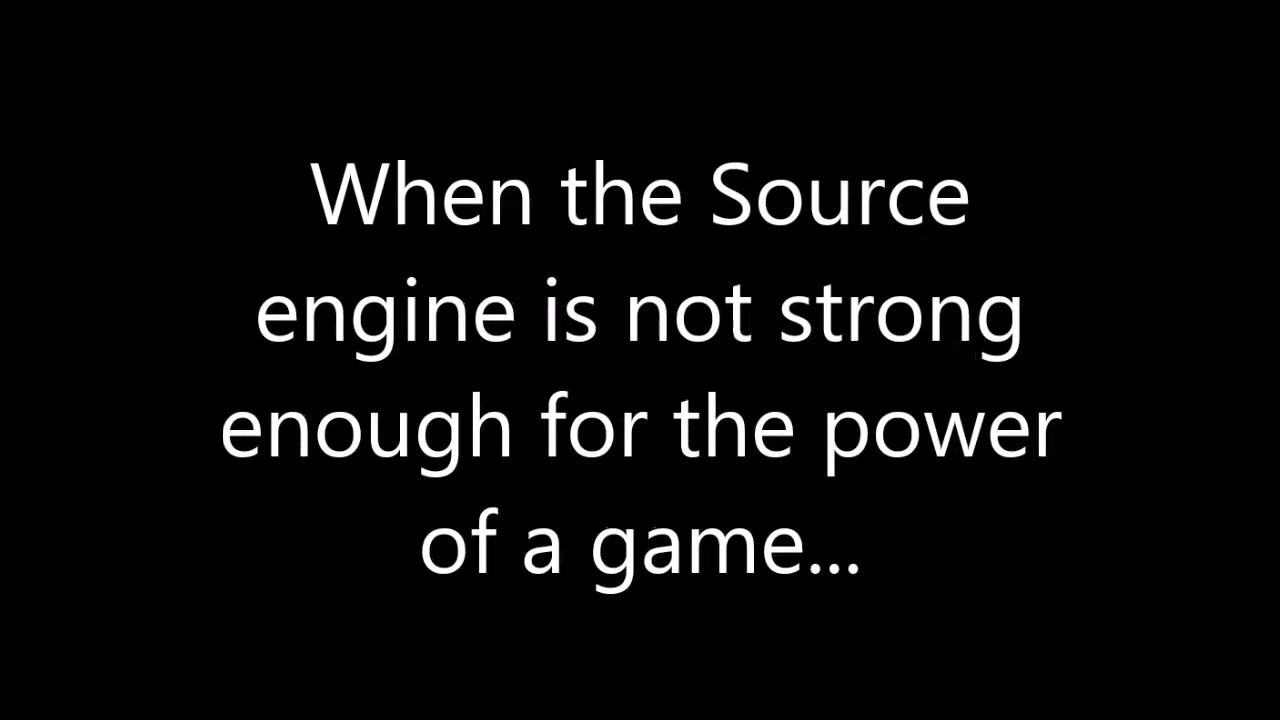 When the Source
engine is not strong
enough for the power
of a game...